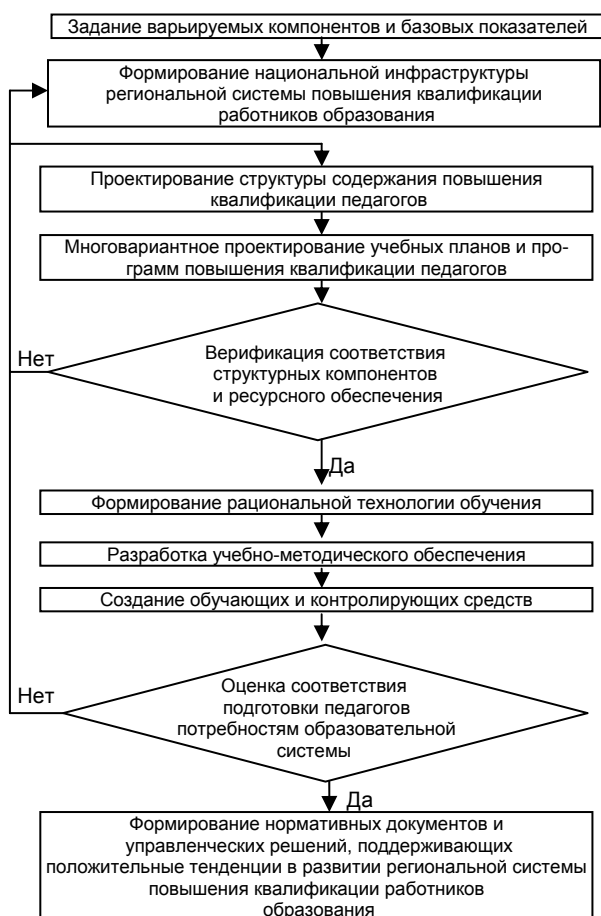 Задание варьируемых компонентов и базовых показателей
Формирование национальной инфраструктуры
региональной системы повышения квалификации
работников образования
Проектирование структуры содержания повышения
квалификации педагогов
Многовариантное проектирование учебных планов и про-
грамм повышения квалификации педагогов
Нет
Верификация соответствия
структурных компонентов
и ресурсного обеспечения
Да
Формирование рациональной технологии обучения
Разработка учебно-методического обеспечения
Создание обучающих и контролирующих средств
Нет
Оценка соответствия
подготовки педагогов
потребностям образовательной
системы
Да
Формирование нормативных документов и
управленческих решений, поддерживающих
положительные тенденции в развитии региональной системы
повышения квалификации работников
образования